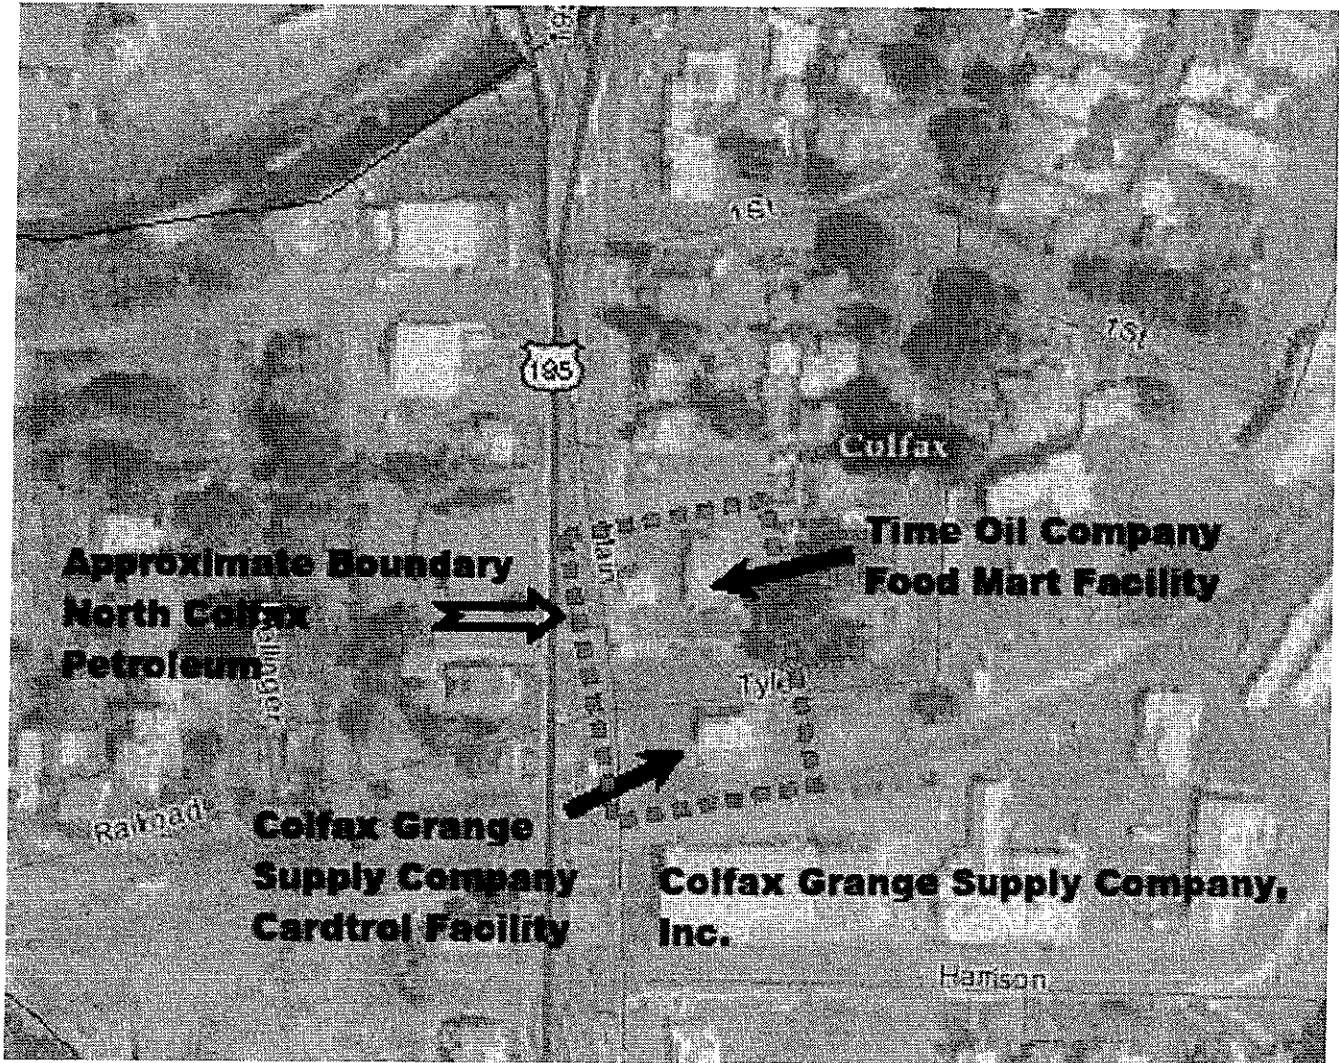 195
1St
1St
195
Colfax
Main
Time Oil Company
Food Mart Facility
Approximate Boundary
North Colfax
Petroleum
Tyler
Railroad
Colfax Grange
Supply Company
Cardtrol Facility
Colfax Grange Supply Company,
Inc.
Harrison